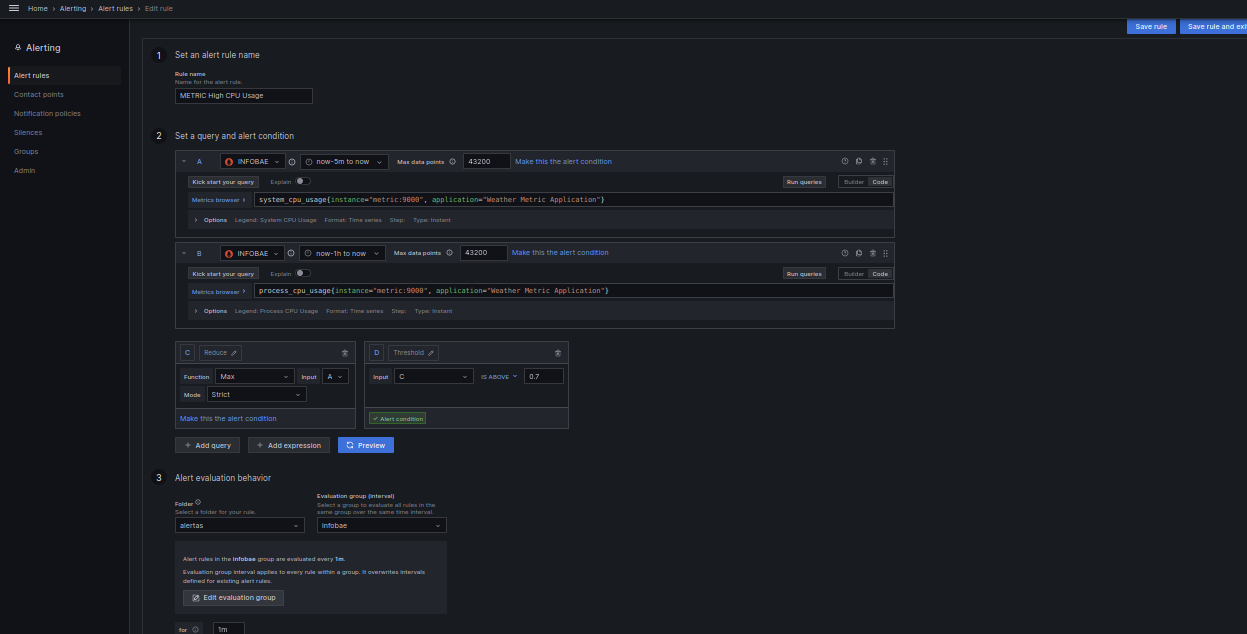 Home › Alerting › Alert rules › Edit rule
Save rule Save rule and exi
Alerting
Alert rules
Contact points
Notification policies
Silences
Groups
Admin
1 Set an alert rule name
Rule name
Name for the alert rule.
METRIC High CPU Usage
2 Set a query and alert condition
A INFOBAE now-5m to now Max data points 43200 Make this the alert condition
Kick start your query Explain Run queries Builder Code
Metrics browser › system_cpu_usage{instance="metric:9000", application="Weather Metric Application"}
› Options Legend: System CPU Usage Format: Time series Step: Type: Instant
B INFOBAE now-1h to now Max data points 43200 Make this the alert condition
Kick start your query Explain Run queries Builder Code
Metrics browser › process_cpu_usage{instance="metric:9000", application="Weather Metric Application"}
› Options Legend: Process CPU Usage Format: Time series Step: Type: Instant
C Reduce
Function Max Input A
Mode Strict
Make this the alert condition
D Threshold
Input C IS ABOVE 0.7
✓ Alert condition
+ Add query + Add expression Preview
3 Alert evaluation behavior
Folder
Select a folder for your rule.
alertas
Evaluation group (interval)
Select a group to evaluate all rules in the
same group over the same time interval.
infobae
Alert rules in the infobae group are evaluated every 1m.
Evaluation group interval applies to every rule within a group. It overwrites intervals
defined for existing alert rules.
Edit evaluation group
for 1m